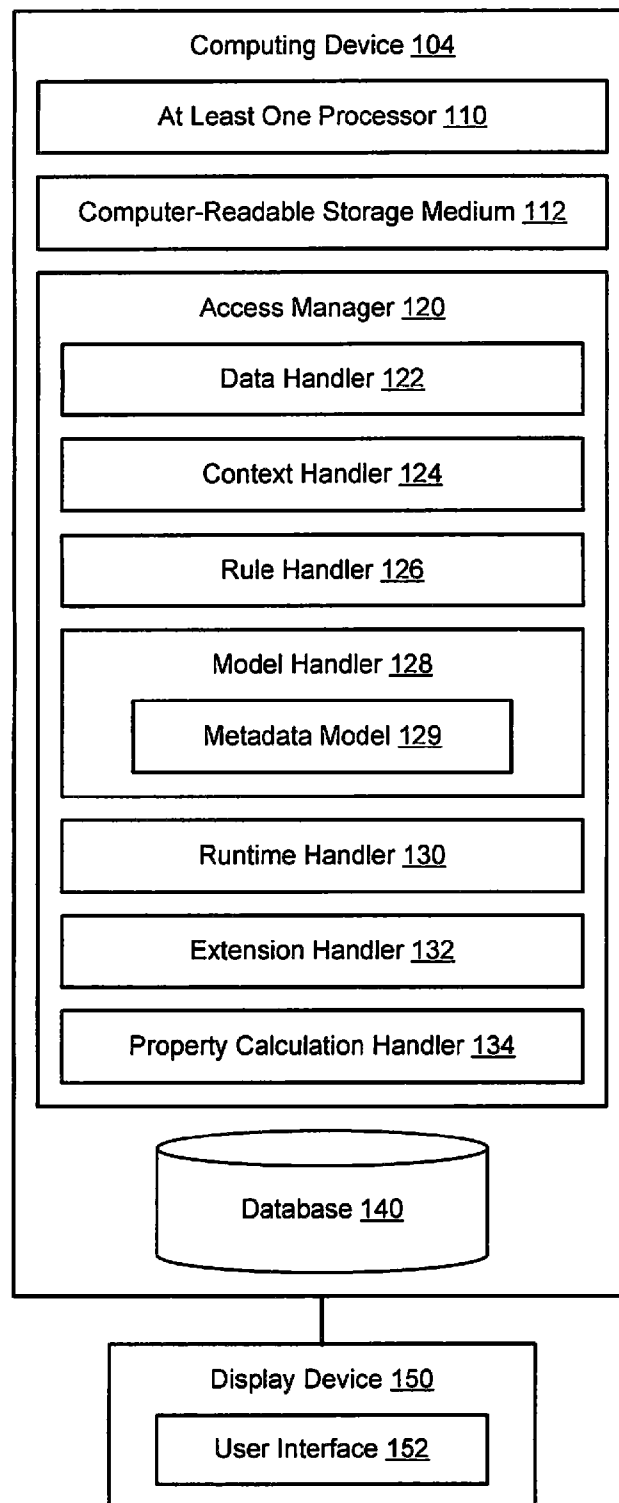 Computing Device 104
At Least One Processor 110
Computer-Readable Storage Medium 112
Access Manager 120
Data Handler 122
Context Handler 124
Rule Handler 126
Model Handler 128
Metadata Model 129
Runtime Handler 130
Extension Handler 132
Property Calculation Handler 134
Database 140
Display Device 150
User Interface 152